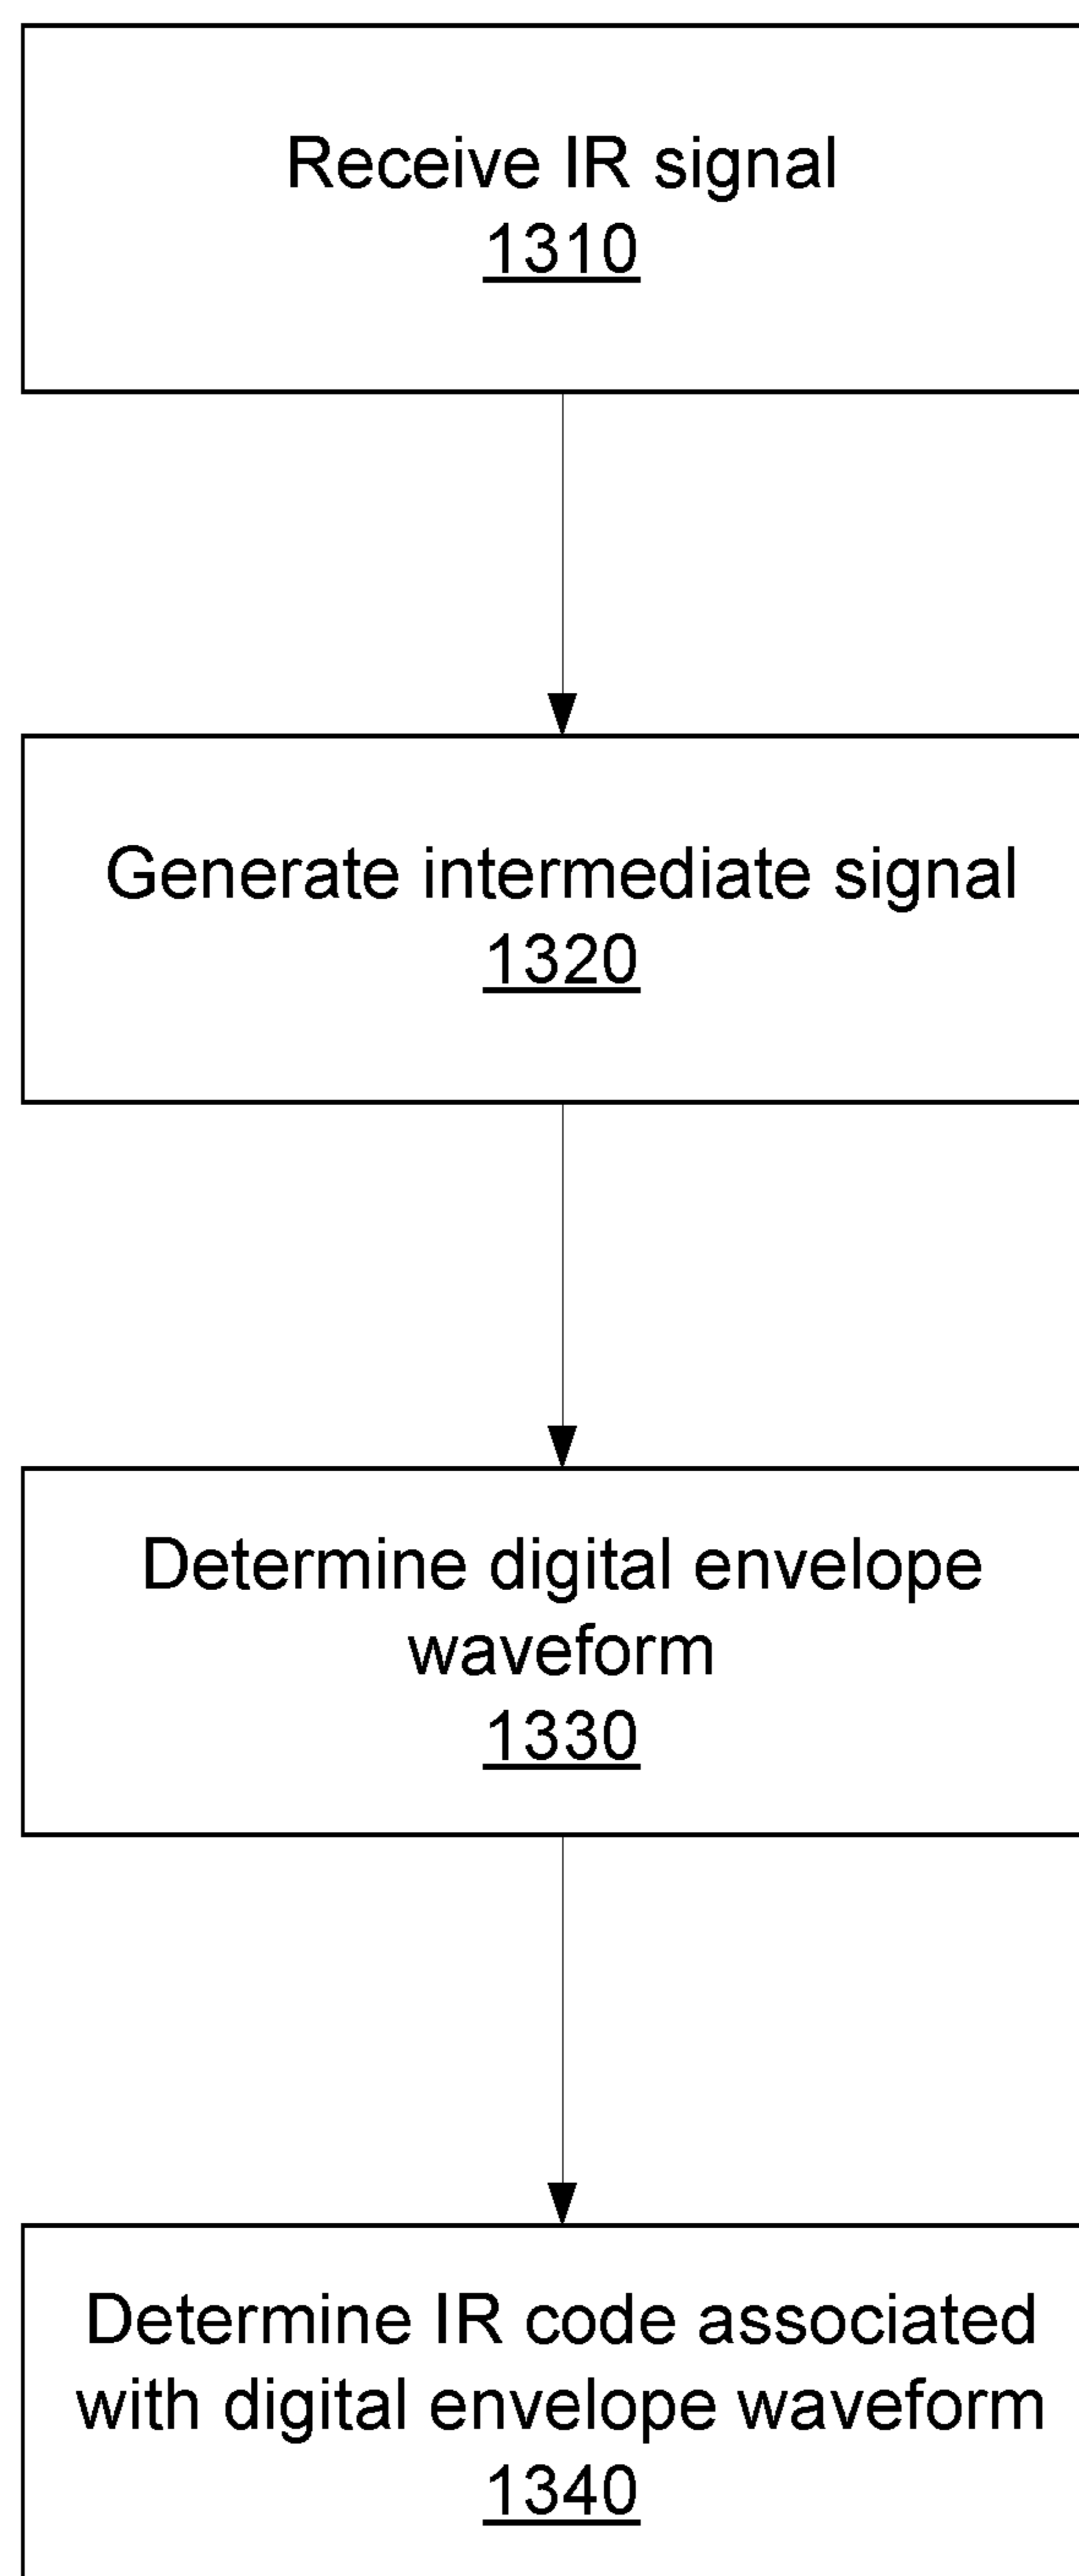 Receive IR signal
1310
Generate intermediate signal
1320
Determine digital envelope
waveform
1330
Determine IR code associated
with digital envelope waveform
1340